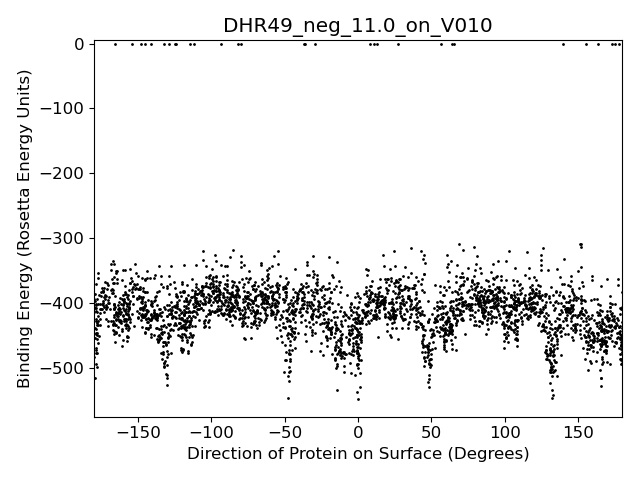 DHR49_neg_11.0_on_V010
Binding Energy (Rosetta Energy Units)
0
−100
−200
−300
−400
−500
−150 −100 −50 0 50 100 150
Direction of Protein on Surface (Degrees)